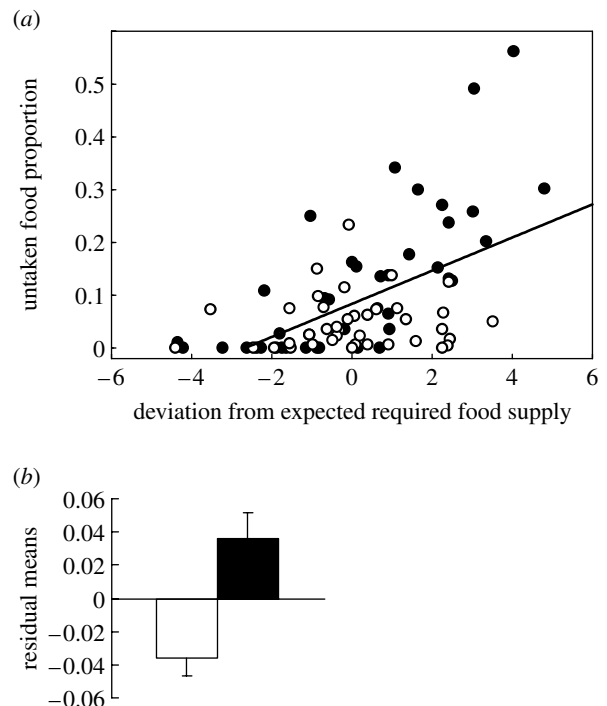 (a)
untaken food proportion
0.5
0.4
0.3
0.2
0.1
0
−6 −4 −2 0 2 4 6
deviation from expected required food supply
(b)
residual means
0.06
0.04
0.02
0
−0.02
−0.04
−0.06